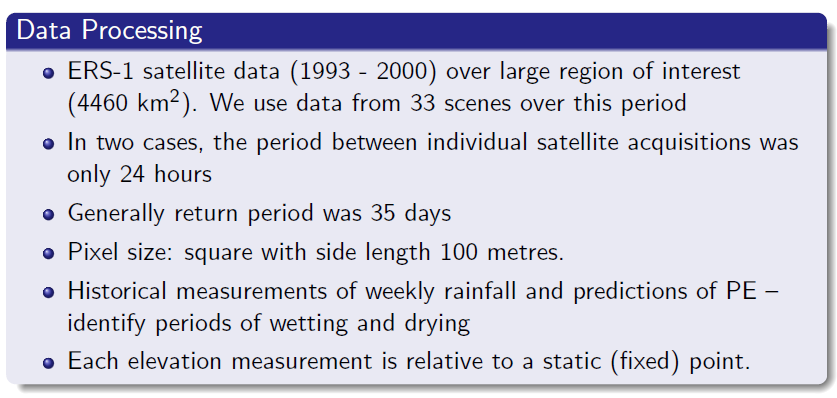 Data Processing
ERS-1 satellite data (1993 - 2000) over large region of interest
(4460 km²). We use data from 33 scenes over this period
In two cases, the period between individual satellite acquisitions was
only 24 hours
Generally return period was 35 days
Pixel size: square with side length 100 metres.
Historical measurements of weekly rainfall and predictions of PE –
identify periods of wetting and drying
Each elevation measurement is relative to a static (fixed) point.